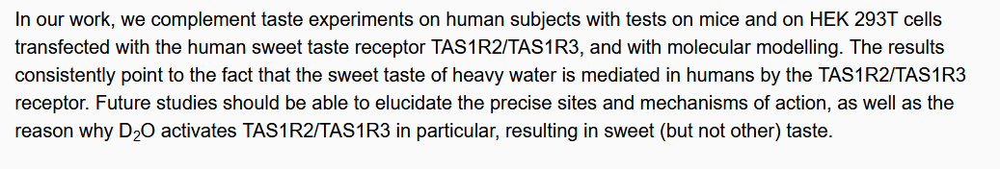 In our work, we complement taste experiments on human subjects with tests on mice and on HEK 293T cells
transfected with the human sweet taste receptor TAS1R2/TAS1R3, and with molecular modelling. The results
consistently point to the fact that the sweet taste of heavy water is mediated in humans by the TAS1R2/TAS1R3
receptor. Future studies should be able to elucidate the precise sites and mechanisms of action, as well as the
reason why D₂O activates TAS1R2/TAS1R3 in particular, resulting in sweet (but not other) taste.